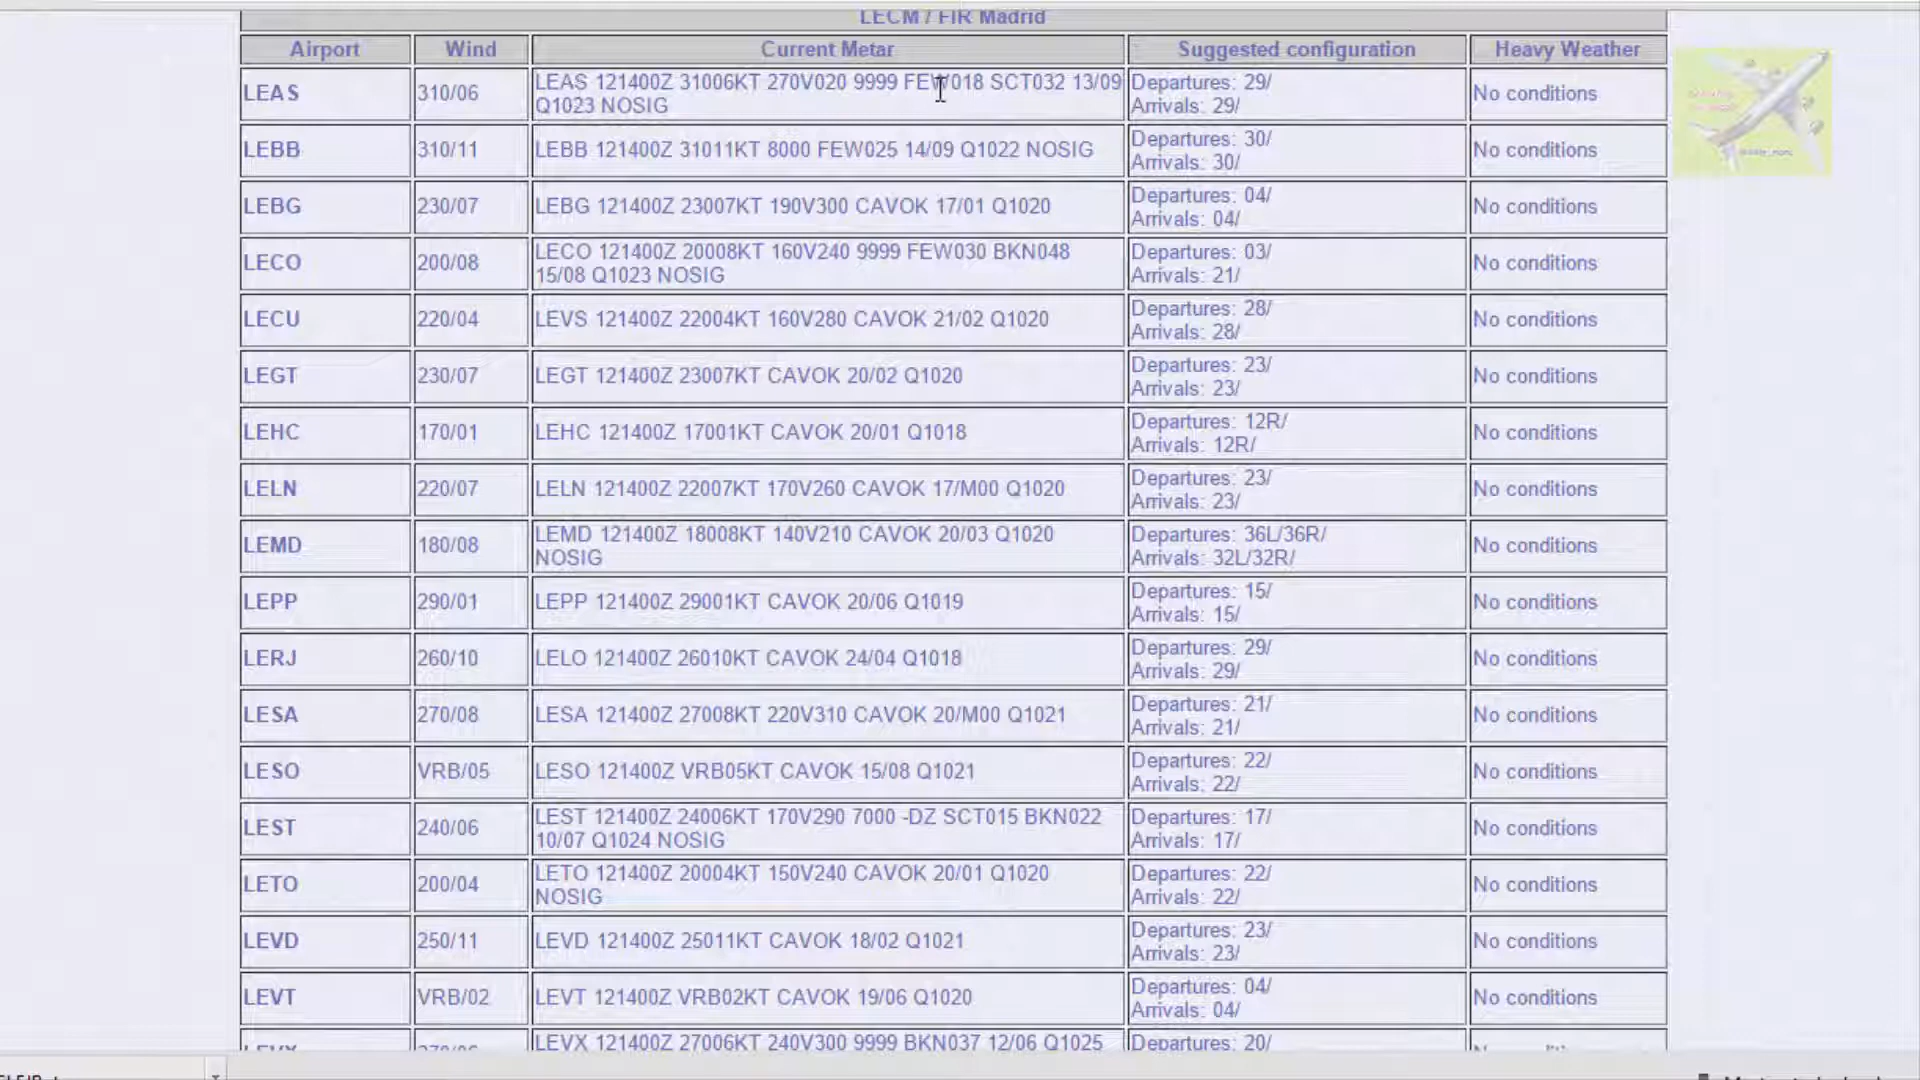 LECM / FIR Madrid
Airport Wind Current Metar Suggested configuration Heavy Weather
LEAS 310/06 LEAS 121400Z 31006KT 270V020 9999 FEW018 SCT032 13/09 Departures: 29/ No conditions
Q1023 NOSIG Arrivals: 29/
LEBB 310/11 LEBB 121400Z 31011KT 8000 FEW025 14/09 Q1022 NOSIG Departures: 30/ No conditions
Arrivals: 30/
LEBG 230/07 LEBG 121400Z 23007KT 190V300 CAVOK 17/01 Q1020 Departures: 04/ No conditions
Arrivals: 04/
LECO 200/08 LECO 121400Z 20008KT 160V240 9999 FEW030 BKN048 Departures: 03/ No conditions
15/08 Q1023 NOSIG Arrivals: 21/
LECU 220/04 LEVS 121400Z 22004KT 160V280 CAVOK 21/02 Q1020 Departures: 28/ No conditions
Arrivals: 28/
LEGT 230/07 LEGT 121400Z 23007KT CAVOK 20/02 Q1020 Departures: 23/ No conditions
Arrivals: 23/
LEHC 170/01 LEHC 121400Z 17001KT CAVOK 20/01 Q1018 Departures: 12R/ No conditions
Arrivals: 12R/
LELN 220/07 LELN 121400Z 22007KT 170V260 CAVOK 17/M00 Q1020 Departures: 23/ No conditions
Arrivals: 23/
LEMD 180/08 LEMD 121400Z 18008KT 140V210 CAVOK 20/03 Q1020 Departures: 36L/36R/ No conditions
NOSIG Arrivals: 32L/32R/
LEPP 290/01 LEPP 121400Z 29001KT CAVOK 20/06 Q1019 Departures: 15/ No conditions
Arrivals: 15/
LERJ 260/10 LELO 121400Z 26010KT CAVOK 24/04 Q1018 Departures: 29/ No conditions
Arrivals: 29/
LESA 270/08 LESA 121400Z 27008KT 220V310 CAVOK 20/M00 Q1021 Departures: 21/ No conditions
Arrivals: 21/
LESO VRB/05 LESO 121400Z VRB05KT CAVOK 15/08 Q1021 Departures: 22/ No conditions
Arrivals: 22/
LEST 240/06 LEST 121400Z 24006KT 170V290 7000 -DZ SCT015 BKN022 Departures: 17/ No conditions
10/07 Q1024 NOSIG Arrivals: 17/
LETO 200/04 LETO 121400Z 20004KT 150V240 CAVOK 20/01 Q1020 Departures: 22/ No conditions
NOSIG Arrivals: 22/
LEVD 250/11 LEVD 121400Z 25011KT CAVOK 18/02 Q1021 Departures: 23/ No conditions
Arrivals: 23/
LEVT VRB/02 LEVT 121400Z VRB02KT CAVOK 19/06 Q1020 Departures: 04/ No conditions
Arrivals: 04/
LEVX 121400Z 27006KT 240V300 9999 BKN037 12/06 Q1025 Departures: 20/